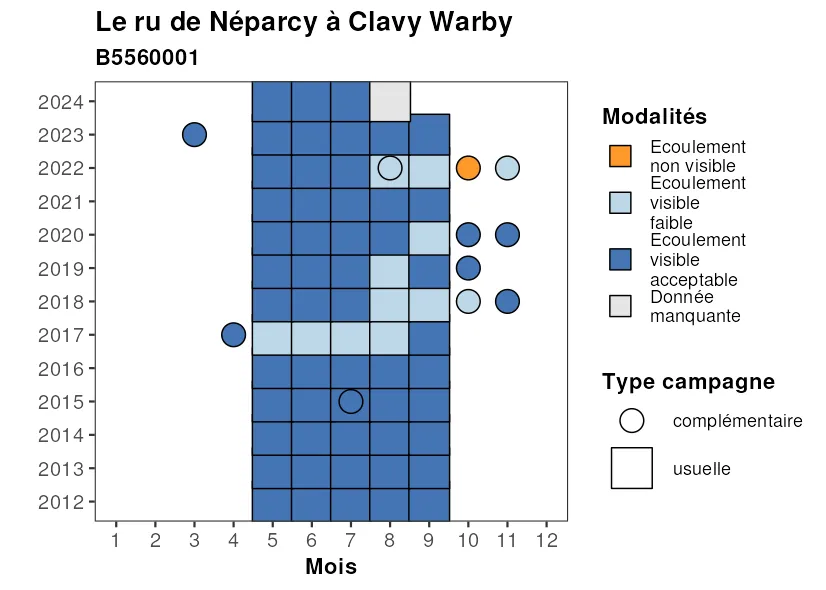 Le ru de Néparcy à Clavy Warby
B5560001
2024
2023
2022
2021
2020
2019
2018
2017
2016
2015
2014
2013
2012
1 2 3 4 5 6 7 8 9 10 11 12
Mois
Modalités
Ecoulement
non visible
Ecoulement
visible
faible
Ecoulement
visible
acceptable
Donnée
manquante
Type campagne
complémentaire
usuelle